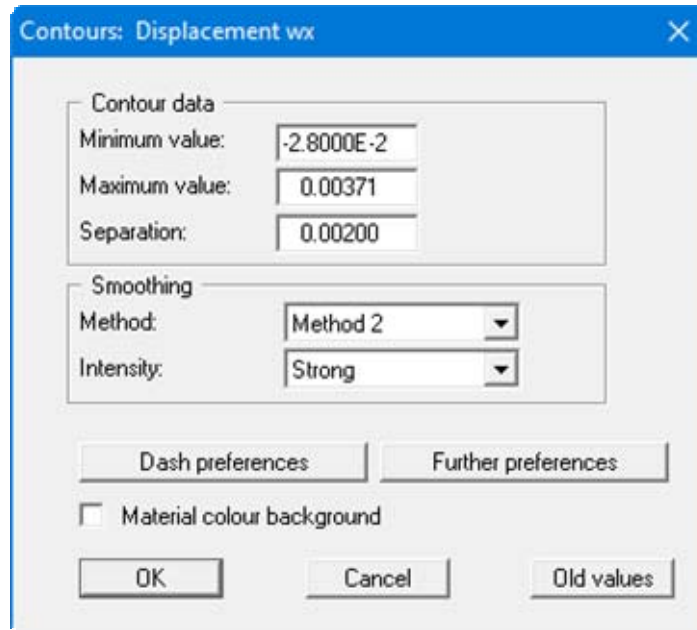 Contours: Displacement wx
Contour data
Minimum value: -2.8000E-2
Maximum value: 0.00371
Separation: 0.00200
Smoothing
Method: Method 2
Intensity: Strong
Dash preferences Further preferences
Material colour background
OK Cancel Old values